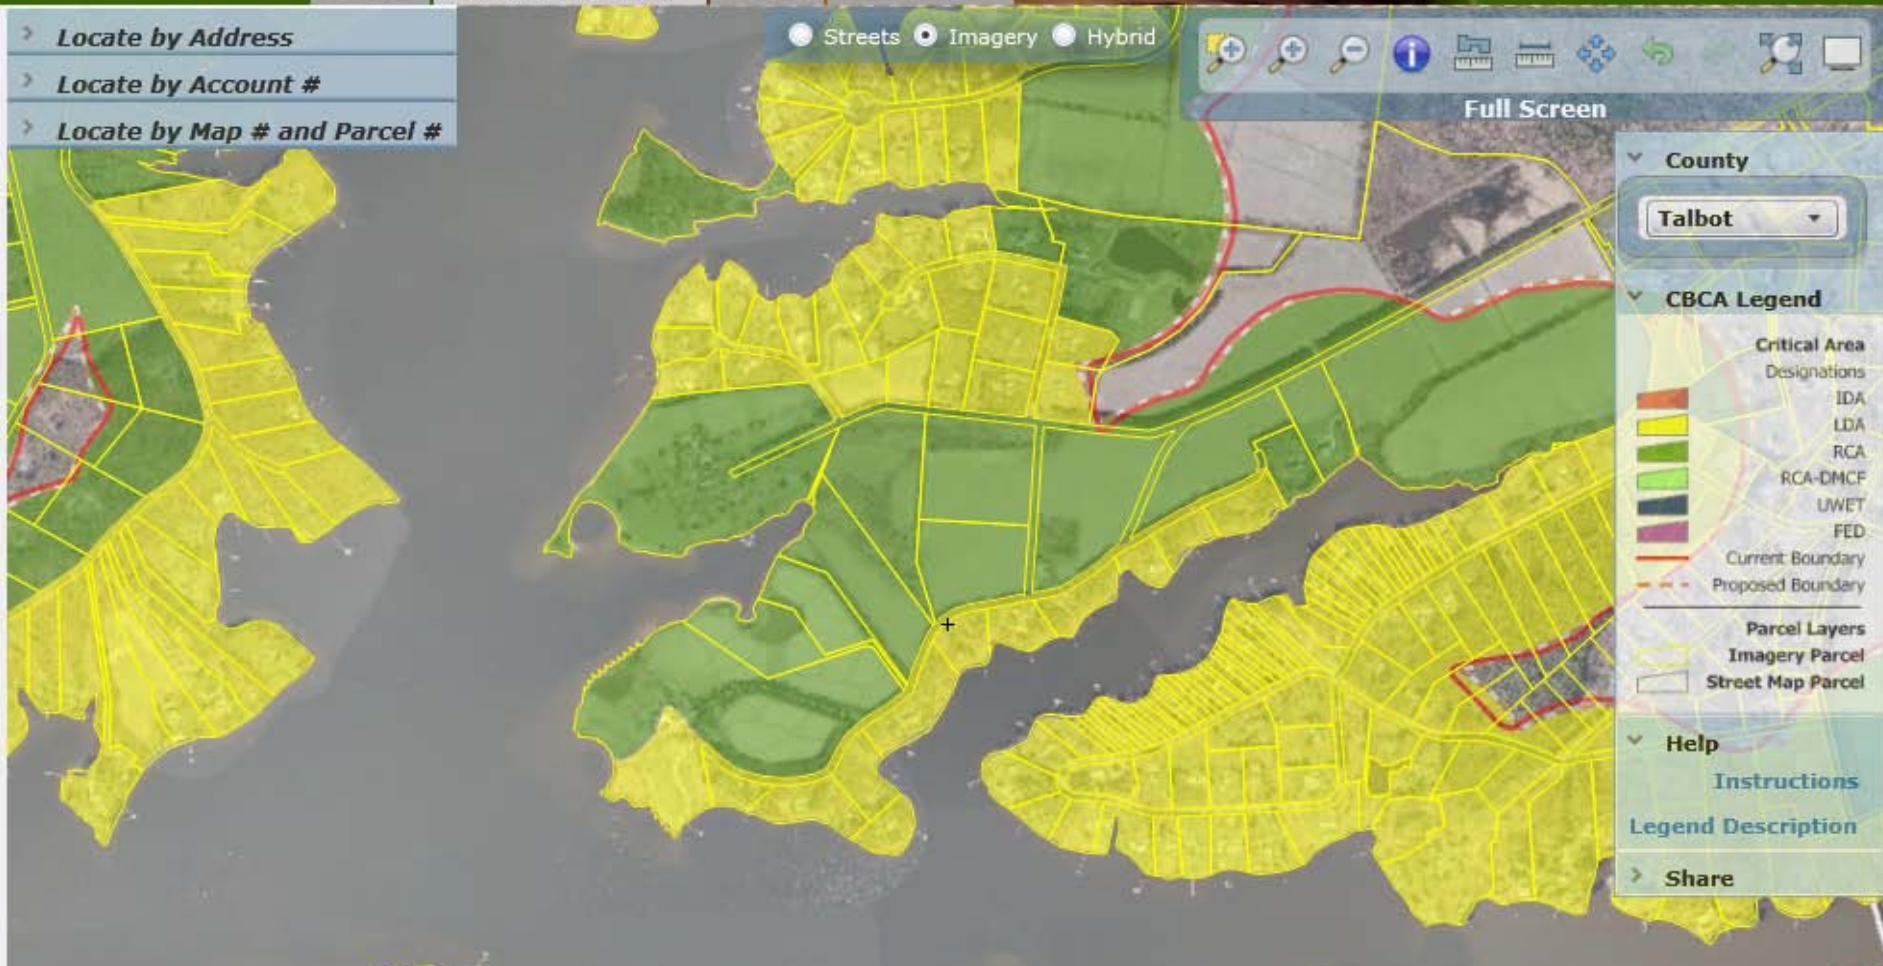 Locate by Address
Locate by Account #
Locate by Map # and Parcel #
Streets Imagery Hybrid
Full Screen
County
Talbot
CBCA Legend
Critical Area
Designations
IDA
LDA
RCA
RCA-DMCF
UWET
FED
Current Boundary
Proposed Boundary
Parcel Layers
Imagery Parcel
Street Map Parcel
Help
Instructions
Legend Description
Share